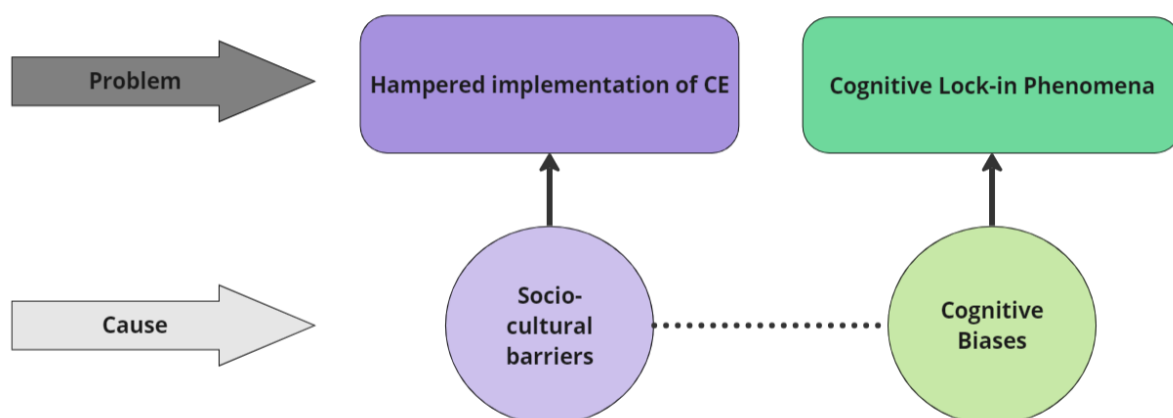 Problem
Hampered implementation of CE
Cognitive Lock-in Phenomena
Cause
Socio-
cultural
barriers
Cognitive
Biases